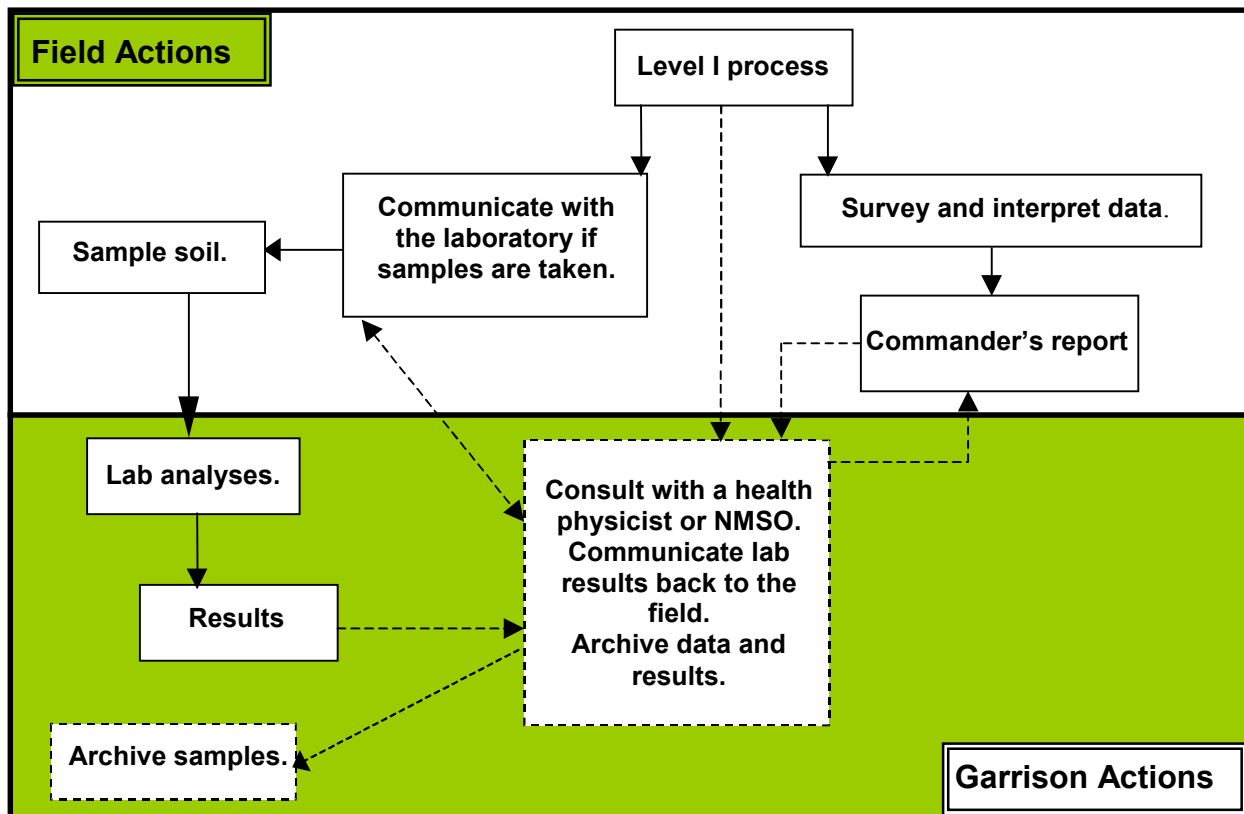 Field Actions
Level I process
Communicate with
the laboratory if
samples are taken.
Survey and interpret data.
Sample soil.
Commander’s report
Lab analyses.
Consult with a health
physicist or NMSO.
Communicate lab
results back to the
field.
Archive data and
results.
Results
Archive samples.
Garrison Actions